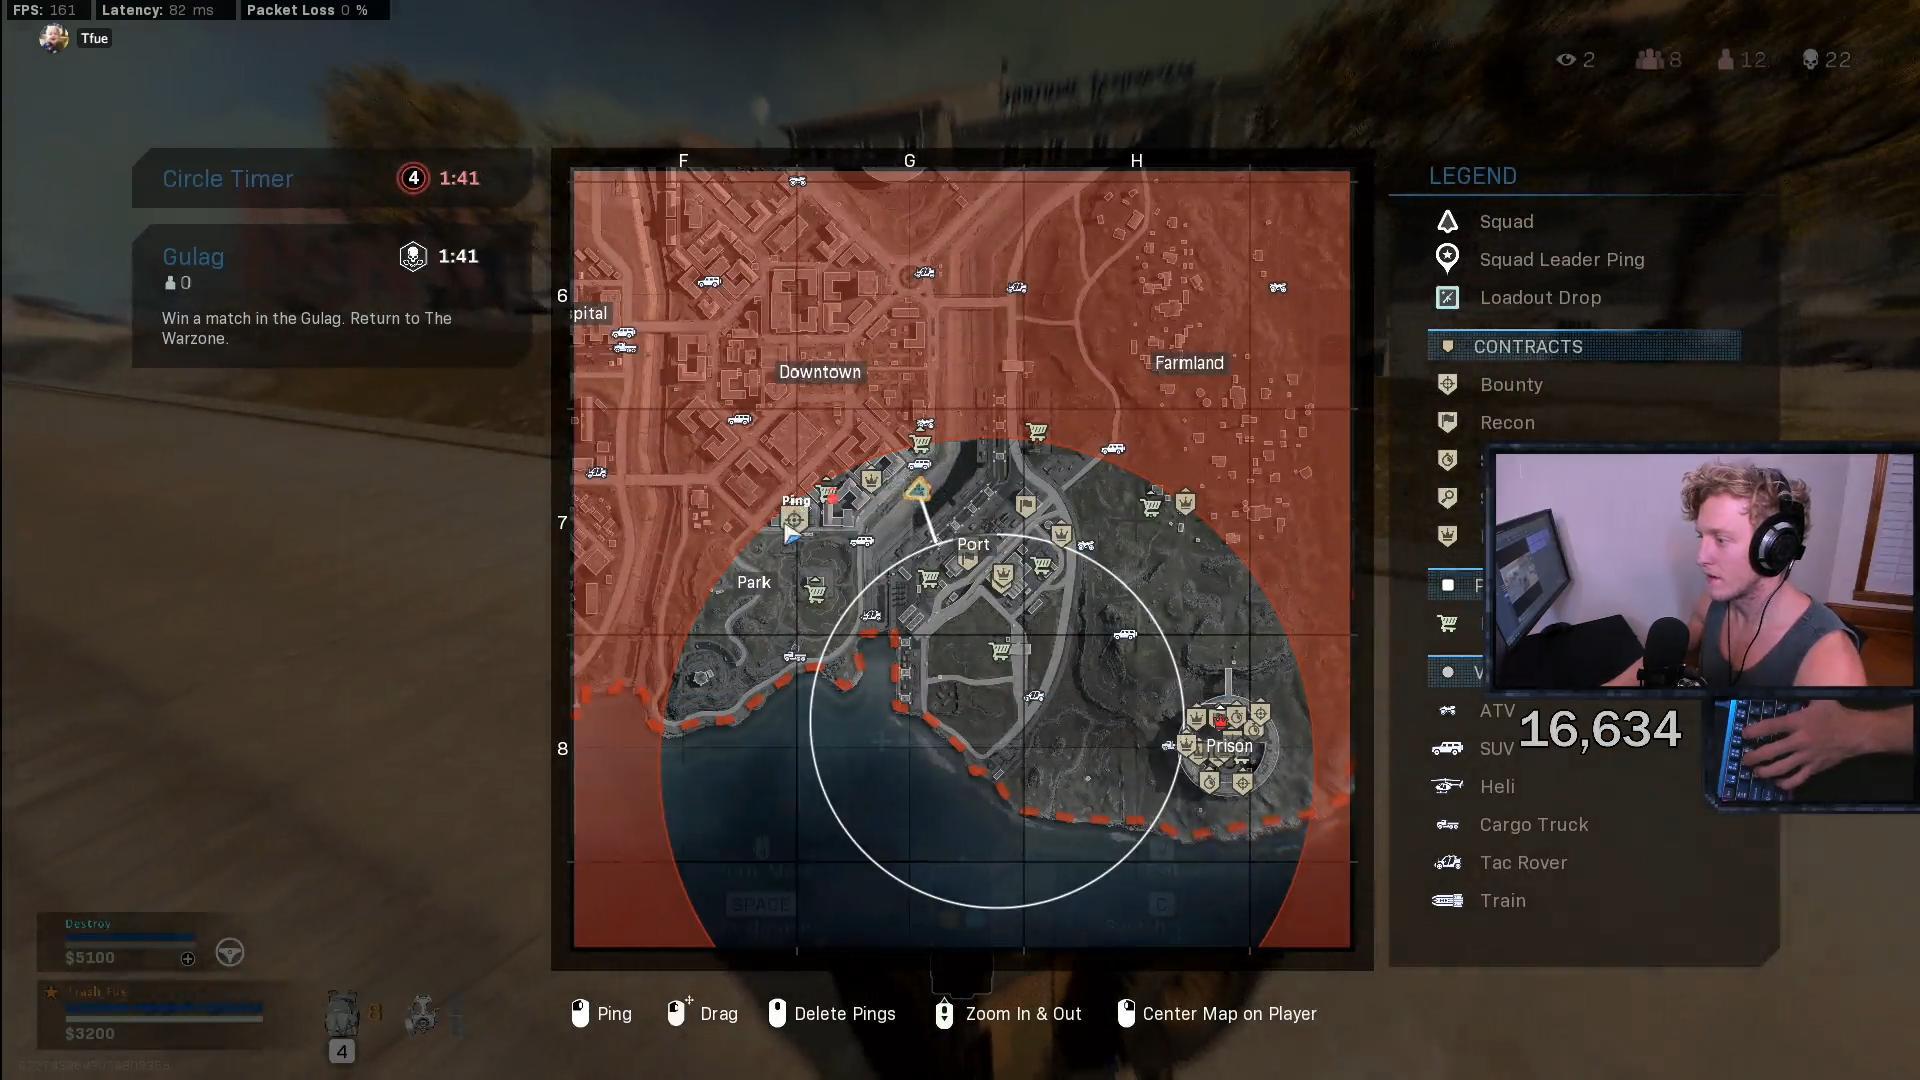 FPS: 161 Latency: 82 ms Packet Loss 0 %
Tfue
2 8 12 22
Circle Timer 4 1:41
Gulag 1:41
0
Win a match in the Gulag. Return to The
Warzone.
F G H
6
7
8
spital
Downtown
Farmland
Ping
Port
Park
Prison
SPACE
C
LEGEND
Squad
Squad Leader Ping
Loadout Drop
CONTRACTS
Bounty
Recon
ATV
SUV
Heli
Cargo Truck
Tac Rover
Train
16,634
Destroy
$5100
$3200
8
4
Ping Drag Delete Pings Zoom In & Out Center Map on Player